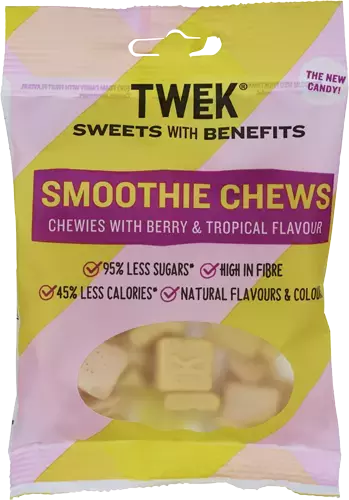 THE NEW
CANDY!
TWEEK®
SWEETS WITH BENEFITS
SMOOTHIE CHEWS
CHEWIES WITH BERRY & TROPICAL FLAVOUR
95% LESS SUGARS* HIGH IN FIBRE
45% LESS CALORIES* NATURAL FLAVOURS & COLOU